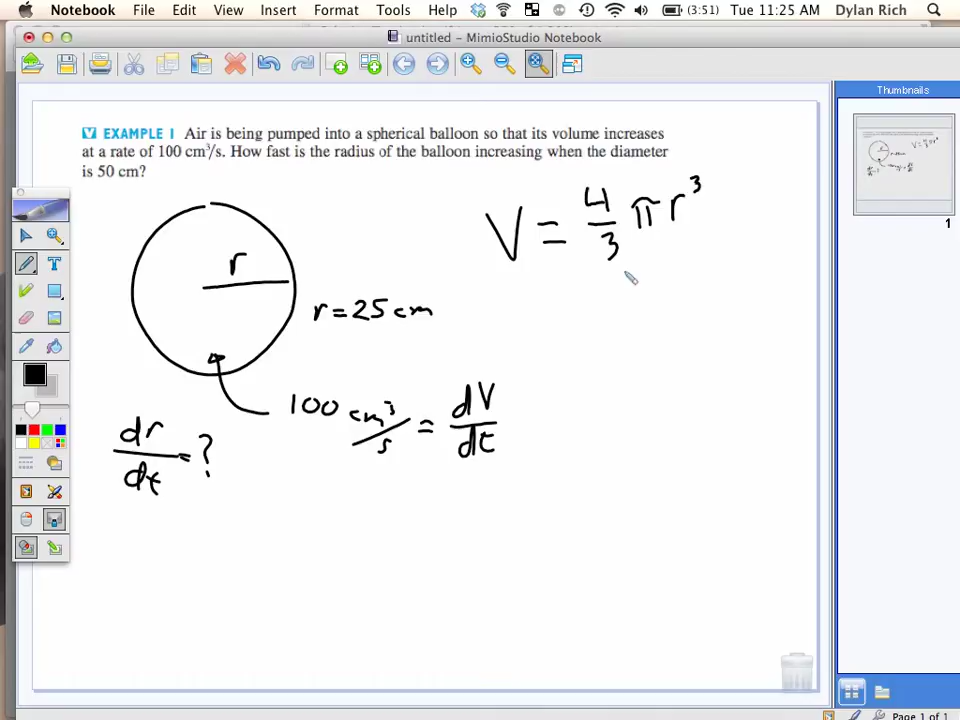 Notebook File Edit View Insert Format Tools Help (3:51) Tue 11:25 AM Dylan Rich
untitled - MimioStudio Notebook
Thumbnails
V EXAMPLE 1 Air is being pumped into a spherical balloon so that its volume increases
at a rate of 100 cm³/s. How fast is the radius of the balloon increasing when the diameter
is 50 cm?
V = 4/3 πr³
r
r = 25 cm
100 cm³/s = dV/dt
dr/dt = ?
T
1
Page 1 of 1